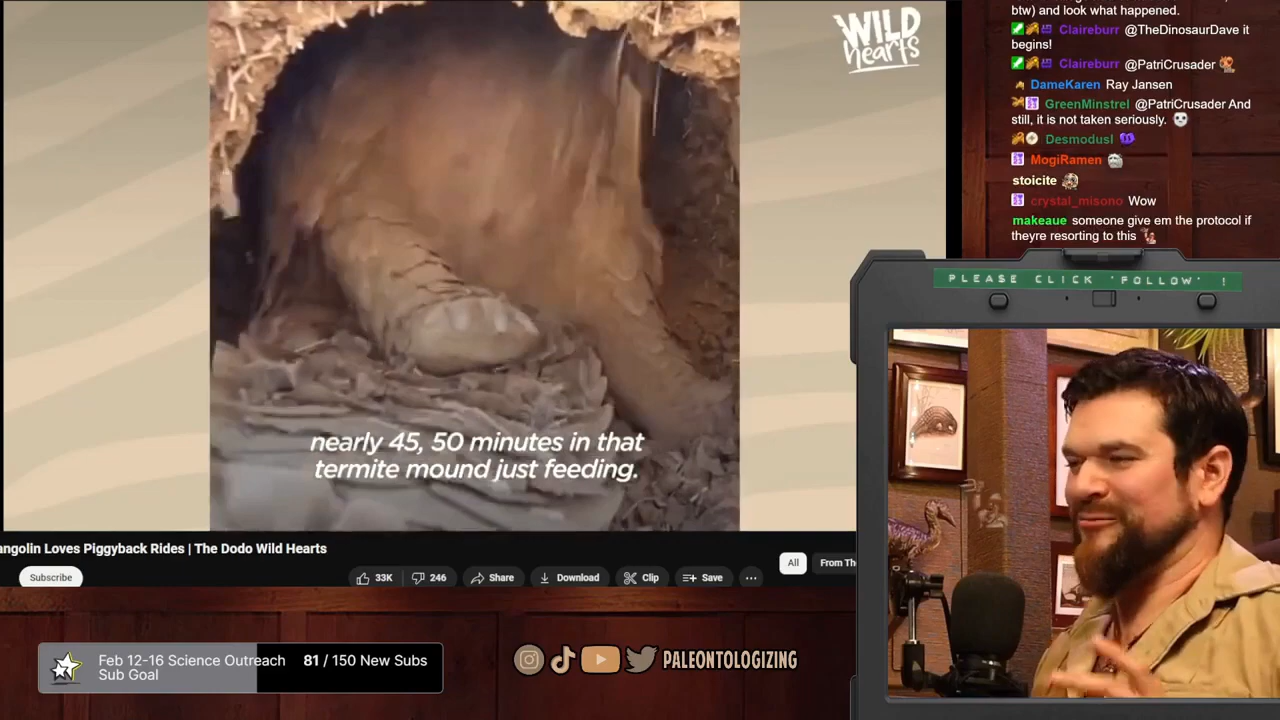 WILD
hearts
btw) and look what happened.
Claireburr @TheDinosaurDave it
begins!
Claireburr @PatriCrusader
DameKaren Ray Jansen
GreenMinstrel @PatriCrusader And
still, it is not taken seriously.
Desmodusl
MogiRamen
stoicite
crystal_misono Wow
makeaue someone give em the protocol if
theyre resorting to this
PLEASE CLICK "FOLLOW" !
nearly 45, 50 minutes in that
termite mound just feeding.
angolin Loves Piggyback Rides | The Dodo Wild Hearts
Subscribe
33K
246
Share
Download
Clip
Save
...
All
From Th
Feb 12-16 Science Outreach
Sub Goal
81 / 150 New Subs
PALEONTOLOGIZING